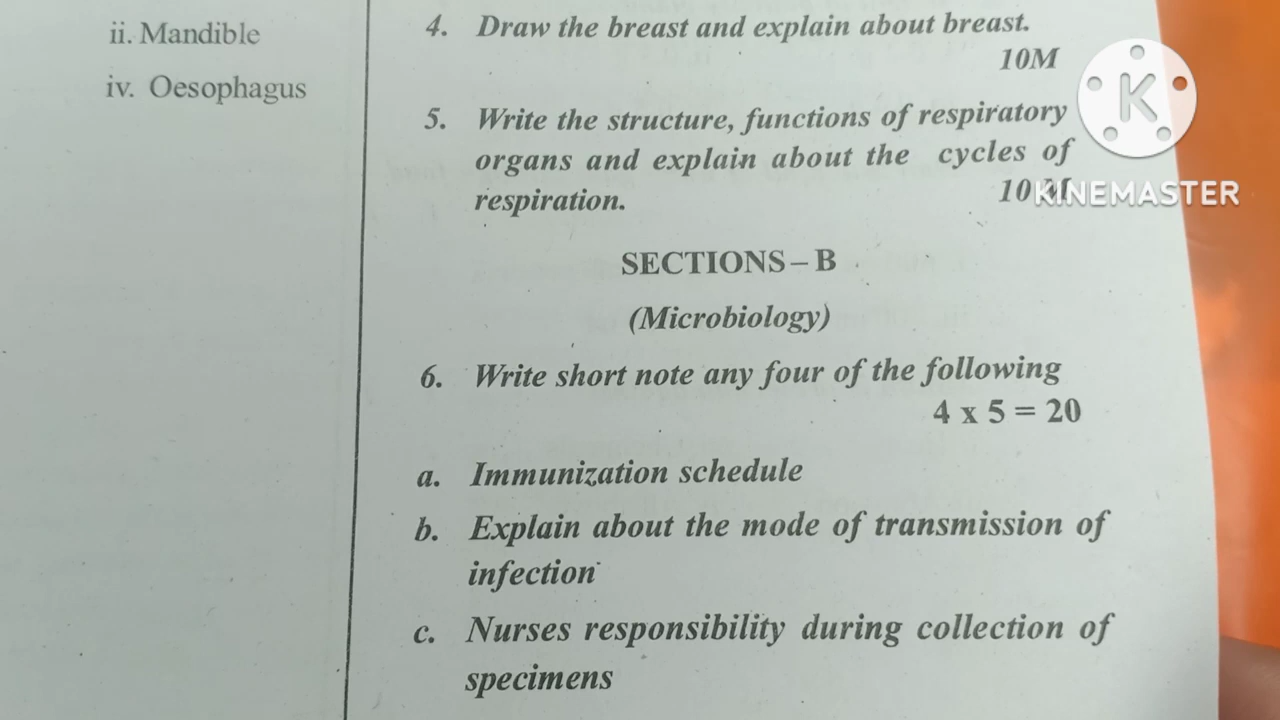 ii. Mandible
iv. Oesophagus
4. Draw the breast and explain about breast.
10M
5. Write the structure, functions of respiratory
organs and explain about the cycles of
respiration.
10 M
KINEMASTER
SECTIONS – B
(Microbiology)
6. Write short note any four of the following
4 x 5 = 20
a. Immunization schedule
b. Explain about the mode of transmission of
infection
c. Nurses responsibility during collection of
specimens
K